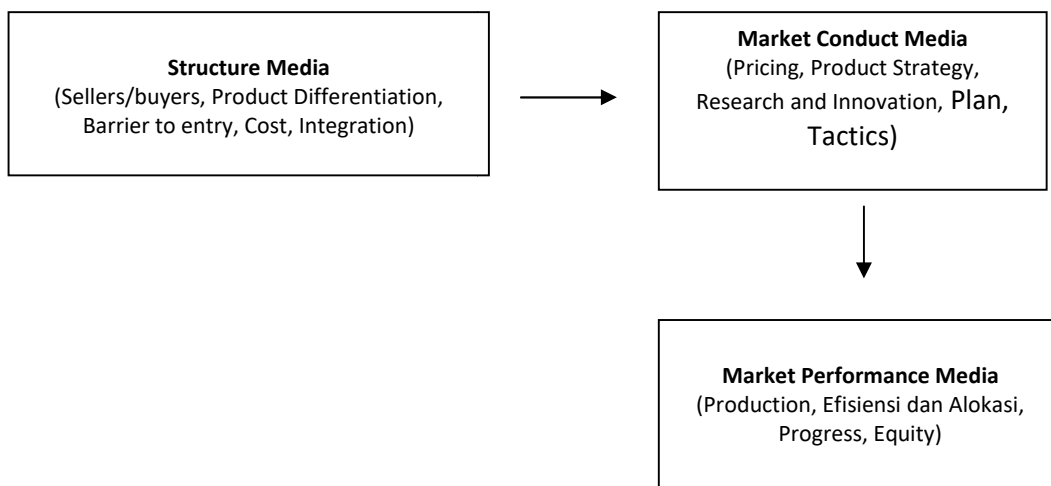 Structure Media
(Sellers/buyers, Product Differentiation,
Barrier to entry, Cost, Integration)
Market Conduct Media
(Pricing, Product Strategy,
Research and Innovation, Plan,
Tactics)
Market Performance Media
(Production, Efisiensi dan Alokasi,
Progress, Equity)